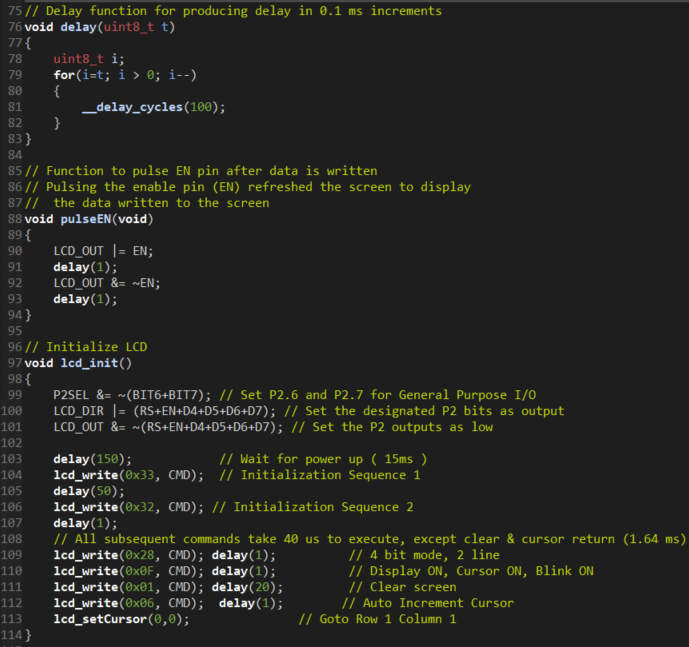 75 // Delay function for producing delay in 0.1 ms increments
76 void delay(uint8_t t)
77 {
78     uint8_t i;
79     for(i=t; i > 0; i--)
80     {
81         __delay_cycles(100);
82     }
83 }
84
85 // Function to pulse EN pin after data is written
86 // Pulsing the enable pin (EN) refreshed the screen to display
87 //  the data written to the screen
88 void pulseEN(void)
89 {
90     LCD_OUT |= EN;
91     delay(1);
92     LCD_OUT &= ~EN;
93     delay(1);
94 }
95
96 // Initialize LCD
97 void lcd_init()
98 {
99     P2SEL &= ~(BIT6+BIT7); // Set P2.6 and P2.7 for General Purpose I/O
100     LCD_DIR |= (RS+EN+D4+D5+D6+D7); // Set the designated P2 bits as output
101     LCD_OUT &= ~(RS+EN+D4+D5+D6+D7); // Set the P2 outputs as low
102
103     delay(150);           // Wait for power up ( 15ms )
104     lcd_write(0x33, CMD);  // Initialization Sequence 1
105     delay(50);
106     lcd_write(0x32, CMD); // Initialization Sequence 2
107     delay(1);
108     // All subsequent commands take 40 us to execute, except clear & cursor return (1.64 ms)
109     lcd_write(0x28, CMD); delay(1);         // 4 bit mode, 2 line
110     lcd_write(0x0F, CMD); delay(1);         // Display ON, Cursor ON, Blink ON
111     lcd_write(0x01, CMD); delay(20);        // Clear screen
112     lcd_write(0x06, CMD);  delay(1);       // Auto Increment Cursor
113     lcd_setCursor(0,0);              // Goto Row 1 Column 1
114 }